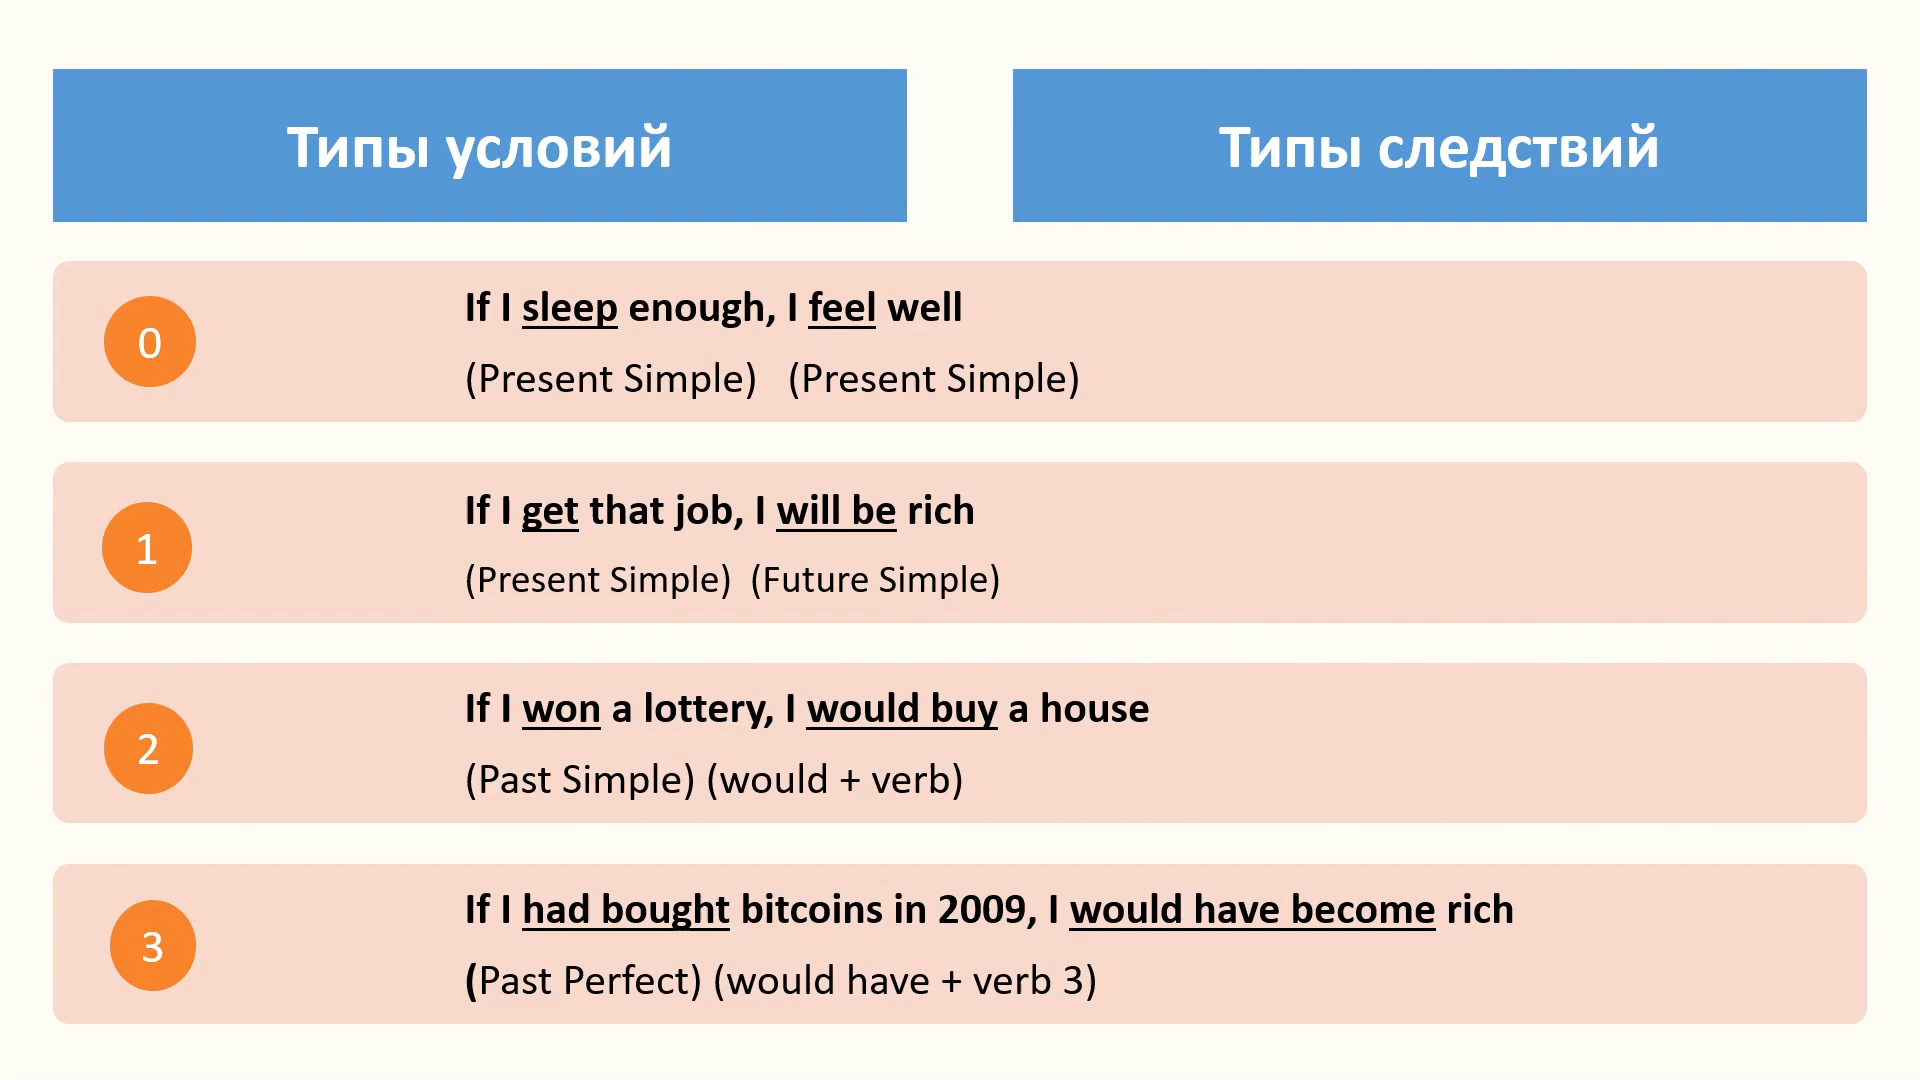 Типы условий
Типы следствий
0
If I sleep enough, I feel well
(Present Simple) (Present Simple)
1
If I get that job, I will be rich
(Present Simple) (Future Simple)
2
If I won a lottery, I would buy a house
(Past Simple) (would + verb)
3
If I had bought bitcoins in 2009, I would have become rich
(Past Perfect) (would have + verb 3)